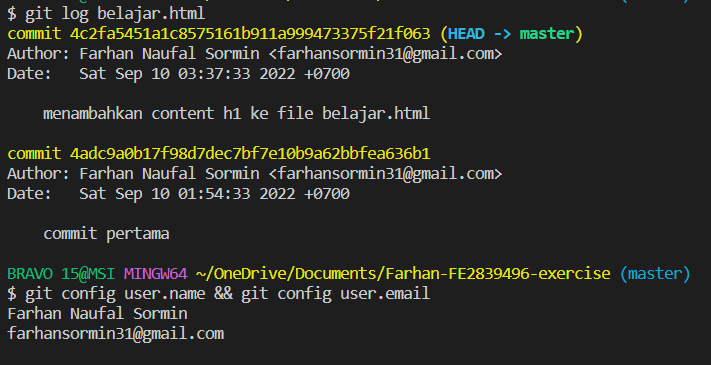 $ git log belajar.html
commit 4c2fa5451a1c8575161b911a999473375f21f063 (HEAD -> master)
Author: Farhan Naufal Sormin <farhansormin31@gmail.com>
Date:   Sat Sep 10 03:37:33 2022 +0700
    menambahkan content h1 ke file belajar.html
commit 4adc9a0b17f98d7dec7bf7e10b9a62bbfea636b1
Author: Farhan Naufal Sormin <farhansormin31@gmail.com>
Date:   Sat Sep 10 01:54:33 2022 +0700
    commit pertama
BRAVO 15@MSI MINGW64 ~/OneDrive/Documents/Farhan-FE2839496-exercise (master)
$ git config user.name && git config user.email
Farhan Naufal Sormin
farhansormin31@gmail.com